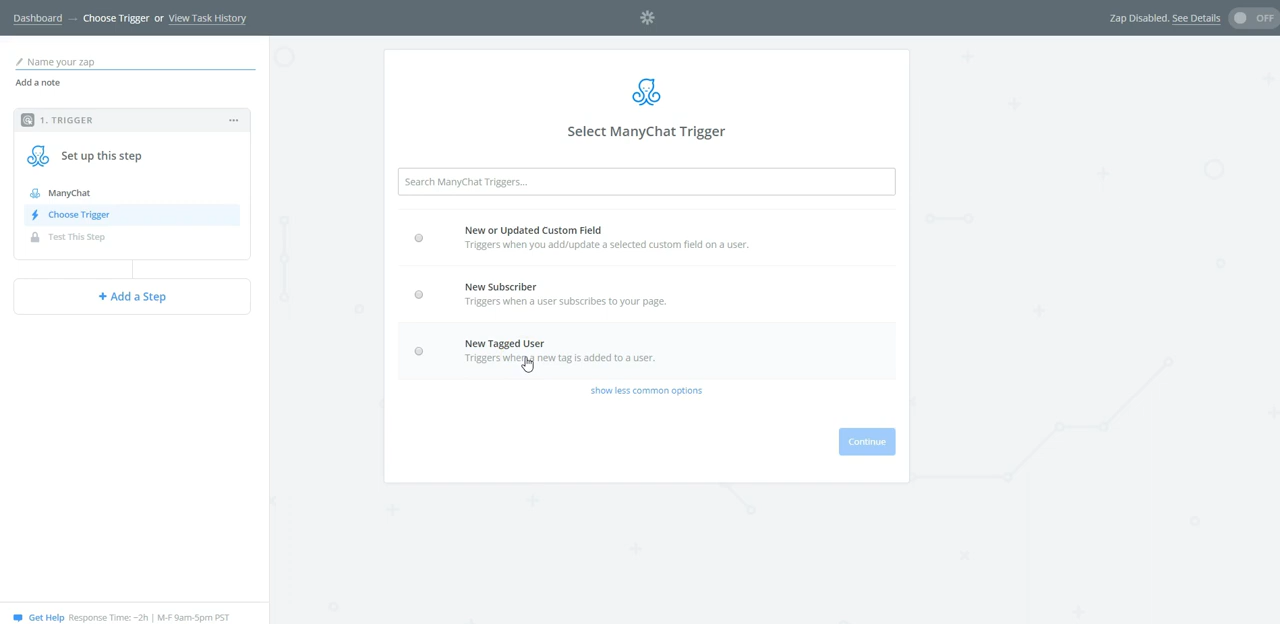 Dashboard → Choose Trigger or View Task History
Zap Disabled. See Details OFF
Name your zap
Add a note
1. TRIGGER
Set up this step
ManyChat
Choose Trigger
Test This Step
+ Add a Step
Get Help Response Time: ~2h | M-F 9am-5pm PST
Select ManyChat Trigger
Search ManyChat Triggers...
New or Updated Custom Field
Triggers when you add/update a selected custom field on a user.
New Subscriber
Triggers when a user subscribes to your page.
New Tagged User
Triggers when a new tag is added to a user.
show less common options
Continue